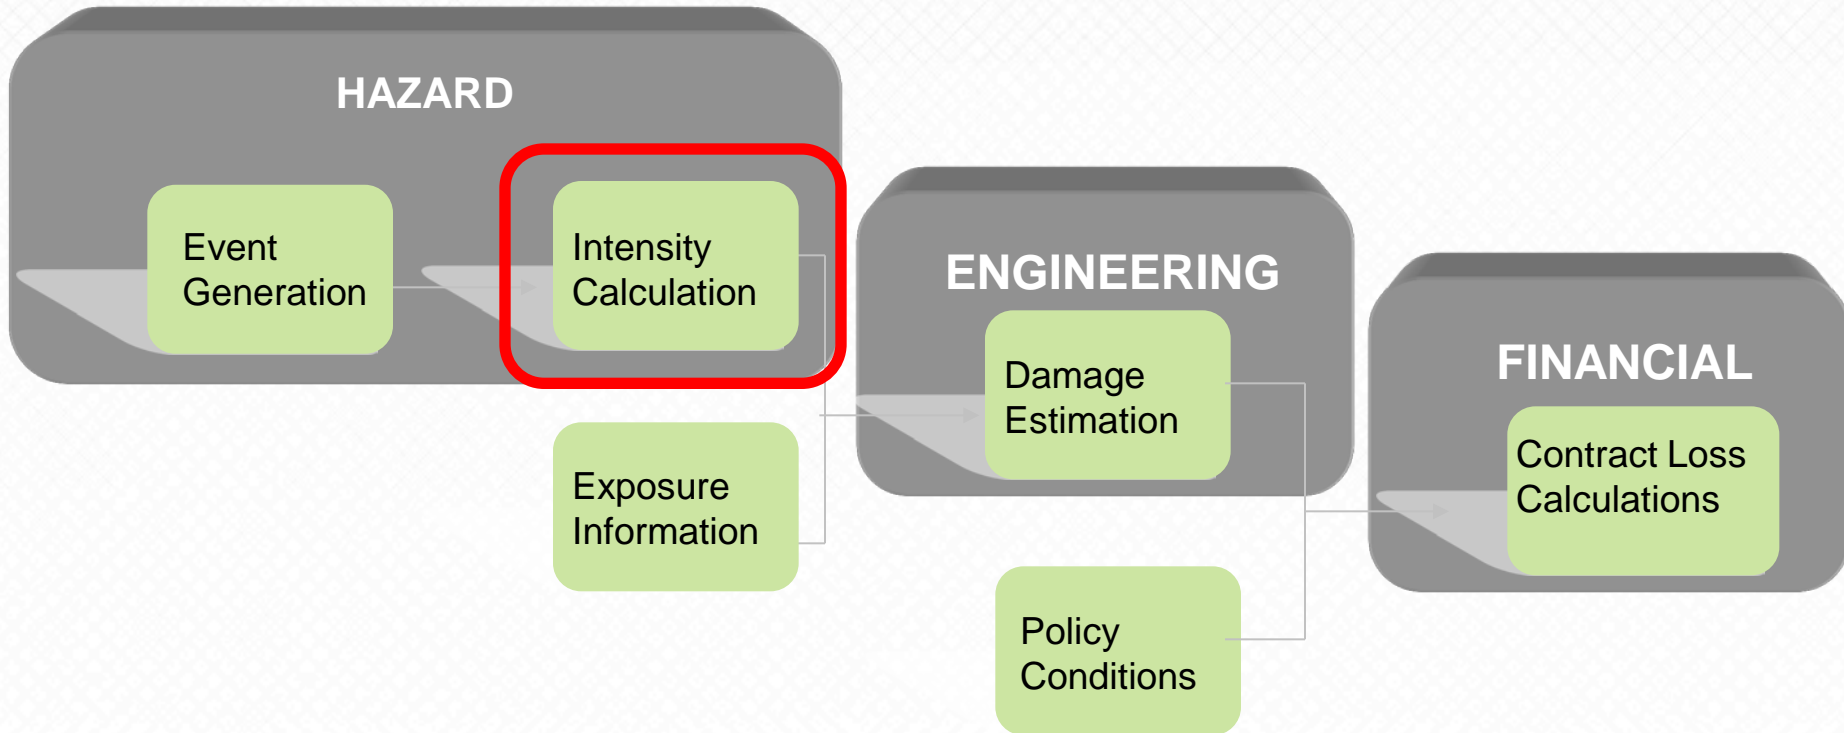 HAZARD
Event
Generation
Intensity
Calculation
Exposure
Information
ENGINEERING
Damage
Estimation
Policy
Conditions
FINANCIAL
Contract Loss
Calculations